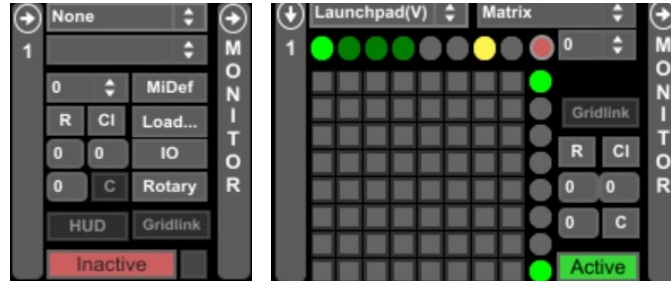 None
1
0 MiDef
R Cl Load...
0 0 IO
0 C Rotary
HUD Gridlink
Inactive
MONITOR
Launchpad(V) Matrix
1
0
Gridlink
R Cl
0 0
0 C
Active
MONITOR